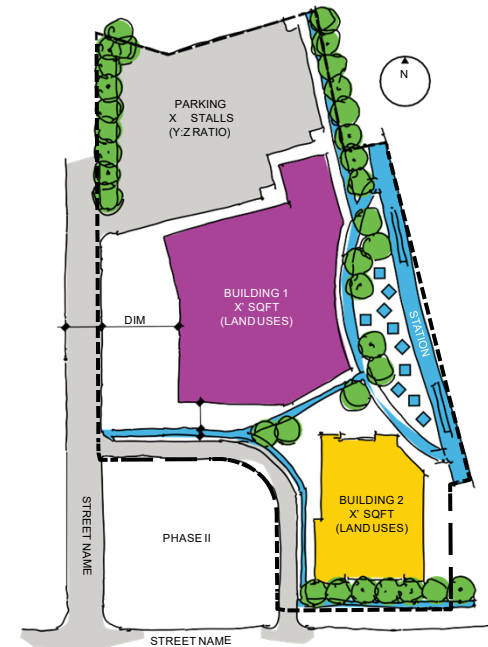 N
PARKING
X STALLS
(Y:Z RATIO)
BUILDING 1
X' SQFT
(LAND USES)
DIM
STATION
BUILDING 2
X' SQFT
(LAND USES)
STREET NAME
PHASE II
STREET NAME